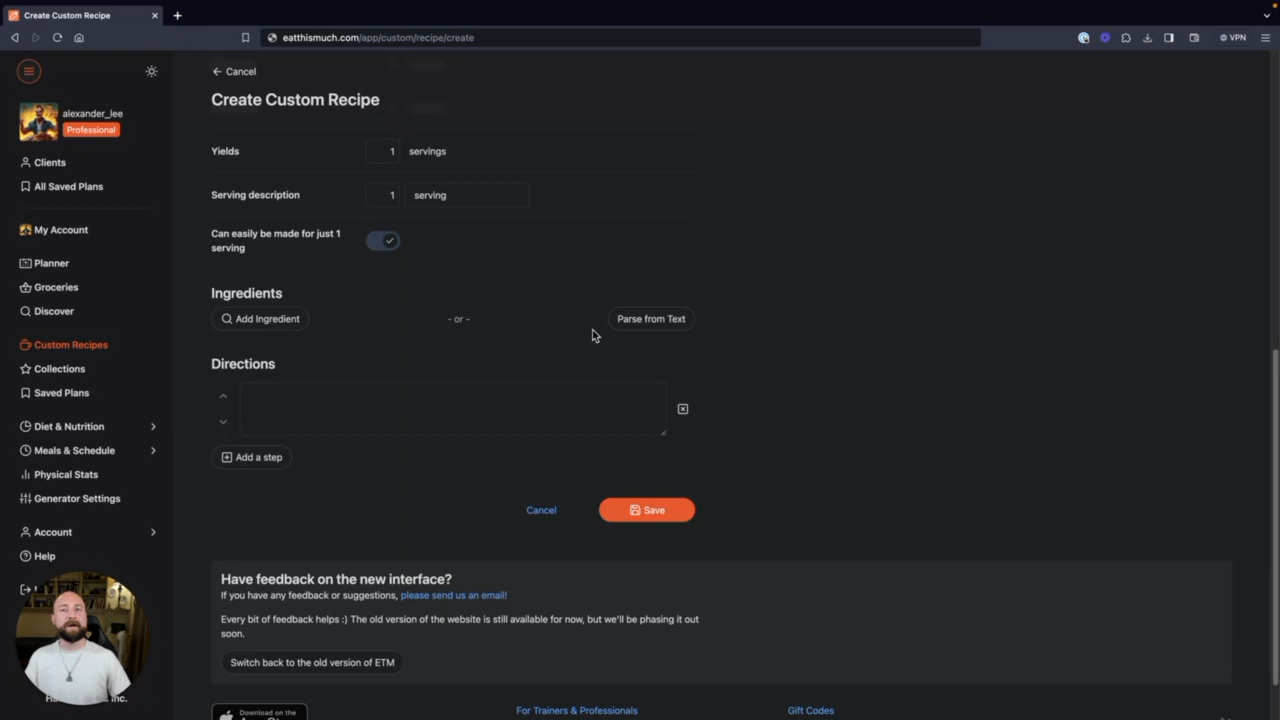 Create Custom Recipe
eatthismuch.com/app/custom/recipe/create
VPN
Cancel
alexander_lee
Professional
Create Custom Recipe
Clients
All Saved Plans
Yields 1 servings
Serving description 1 serving
My Account
Can easily be made for just 1
serving
Planner
Groceries
Discover
Ingredients
Add Ingredient - or - Parse from Text
Custom Recipes
Collections
Saved Plans
Directions
Diet & Nutrition
Meals & Schedule
Physical Stats
Generator Settings
Add a step
Cancel Save
Account
Help
Have feedback on the new interface?
If you have any feedback or suggestions, please send us an email!
Every bit of feedback helps :) The old version of the website is still available for now, but we'll be phasing it out
soon.
Switch back to the old version of ETM
Inc.
Download on the
For Trainers & Professionals
Gift Codes